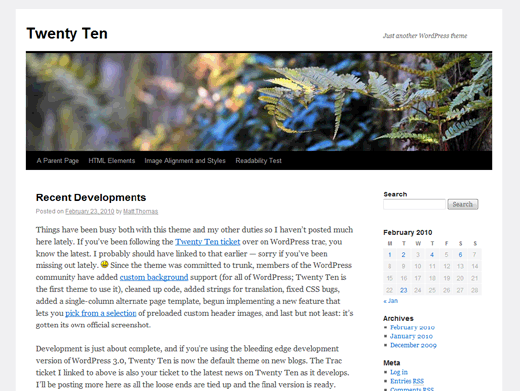 Twenty Ten
Just another WordPress theme
A Parent Page HTML Elements Image Alignment and Styles Readability Test
Recent Developments
Posted on February 23, 2010 by Matt Thomas
Things have been busy both with this theme and my other duties so I haven't posted much
here lately. If you've been following the Twenty Ten ticket over on WordPress trac, you
know the latest. I probably should have linked to that earlier — sorry if you've been
missing out lately. Since the theme was committed to trunk, members of the WordPress
community have added custom background support (for all of WordPress; Twenty Ten is
the first theme to use it), cleaned up code, added strings for translation, fixed CSS bugs,
added a single-column alternate page template, begun implementing a new feature that
lets you pick from a selection of preloaded custom header images, and last but not least: it's
gotten its own official screenshot.
Development is just about complete, and if you're using the bleeding edge development
version of WordPress 3.0, Twenty Ten is now the default theme on new blogs. The Trac
ticket I linked to above is also your ticket to the latest news on Twenty Ten as it develops.
I'll be posting more here as all the loose ends are tied up and the final version is ready.
Search
Search
February 2010
M T W T F S S
1 2 3 4 5 6 7
8 9 10 11 12 13 14
15 16 17 18 19 20 21
22 23 24 25 26 27 28
« Jan
Archives
February 2010
January 2010
December 2009
Meta
Log in
Entries RSS
Comments RSS